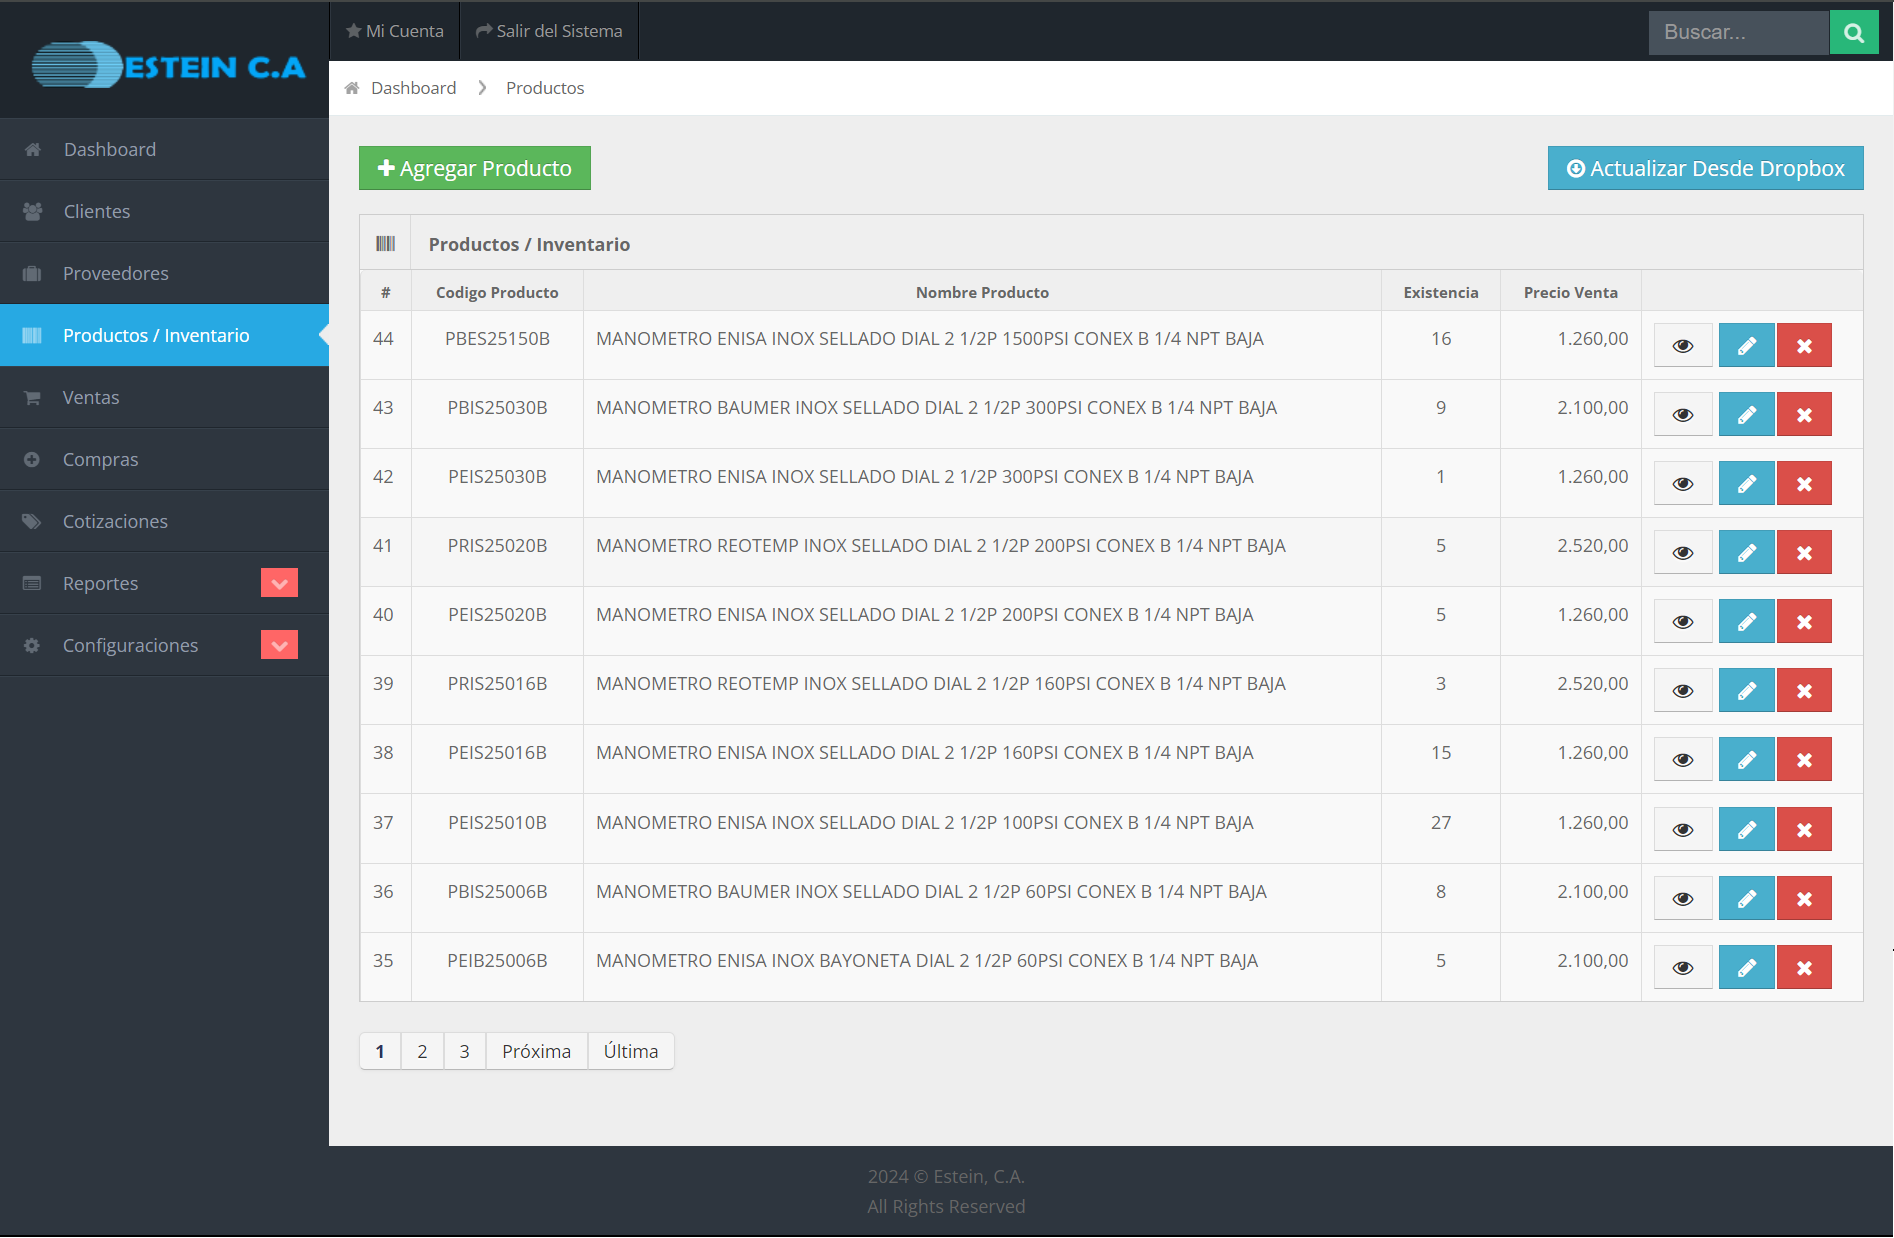 ESTEIN C.A
Mi Cuenta
Salir del Sistema
Buscar...
Dashboard
Productos
Dashboard
Clientes
Proveedores
Productos / Inventario
Ventas
Compras
Cotizaciones
Reportes
Configuraciones
Agregar Producto
Actualizar Desde Dropbox
Productos / Inventario
# Codigo Producto Nombre Producto Existencia Precio Venta
44 PBES25150B MANOMETRO ENISA INOX SELLADO DIAL 2 1/2P 1500PSI CONEX B 1/4 NPT BAJA 16 1.260,00
43 PBIS25030B MANOMETRO BAUMER INOX SELLADO DIAL 2 1/2P 300PSI CONEX B 1/4 NPT BAJA 9 2.100,00
42 PEIS25030B MANOMETRO ENISA INOX SELLADO DIAL 2 1/2P 300PSI CONEX B 1/4 NPT BAJA 1 1.260,00
41 PRIS25020B MANOMETRO REOTEMP INOX SELLADO DIAL 2 1/2P 200PSI CONEX B 1/4 NPT BAJA 5 2.520,00
40 PEIS25020B MANOMETRO ENISA INOX SELLADO DIAL 2 1/2P 200PSI CONEX B 1/4 NPT BAJA 5 1.260,00
39 PRIS25016B MANOMETRO REOTEMP INOX SELLADO DIAL 2 1/2P 160PSI CONEX B 1/4 NPT BAJA 3 2.520,00
38 PEIS25016B MANOMETRO ENISA INOX SELLADO DIAL 2 1/2P 160PSI CONEX B 1/4 NPT BAJA 15 1.260,00
37 PEIS25010B MANOMETRO ENISA INOX SELLADO DIAL 2 1/2P 100PSI CONEX B 1/4 NPT BAJA 27 1.260,00
36 PBIS25006B MANOMETRO BAUMER INOX SELLADO DIAL 2 1/2P 60PSI CONEX B 1/4 NPT BAJA 8 2.100,00
35 PEIB25006B MANOMETRO ENISA INOX BAYONETA DIAL 2 1/2P 60PSI CONEX B 1/4 NPT BAJA 5 2.100,00
1 2 3 Próxima Última
2024 © Estein, C.A.
All Rights Reserved